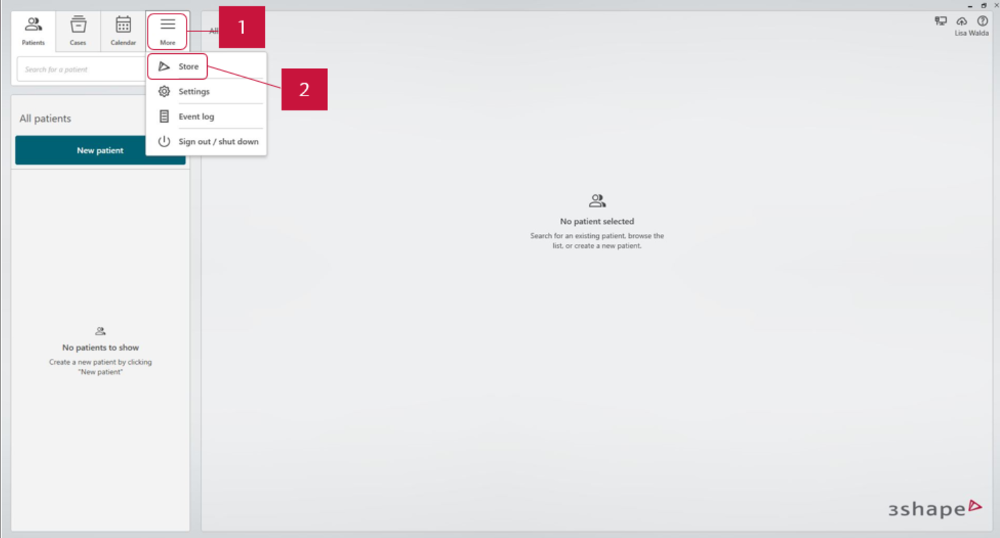 Patients
Cases
Calendar
More
1
All
Lisa Walda
Search for a patient
Store
2
Settings
Event log
Sign out / shut down
All patients
New patient
No patient selected
Search for an existing patient, browse the
list, or create a new patient.
No patients to show
Create a new patient by clicking
"New patient"
3shape